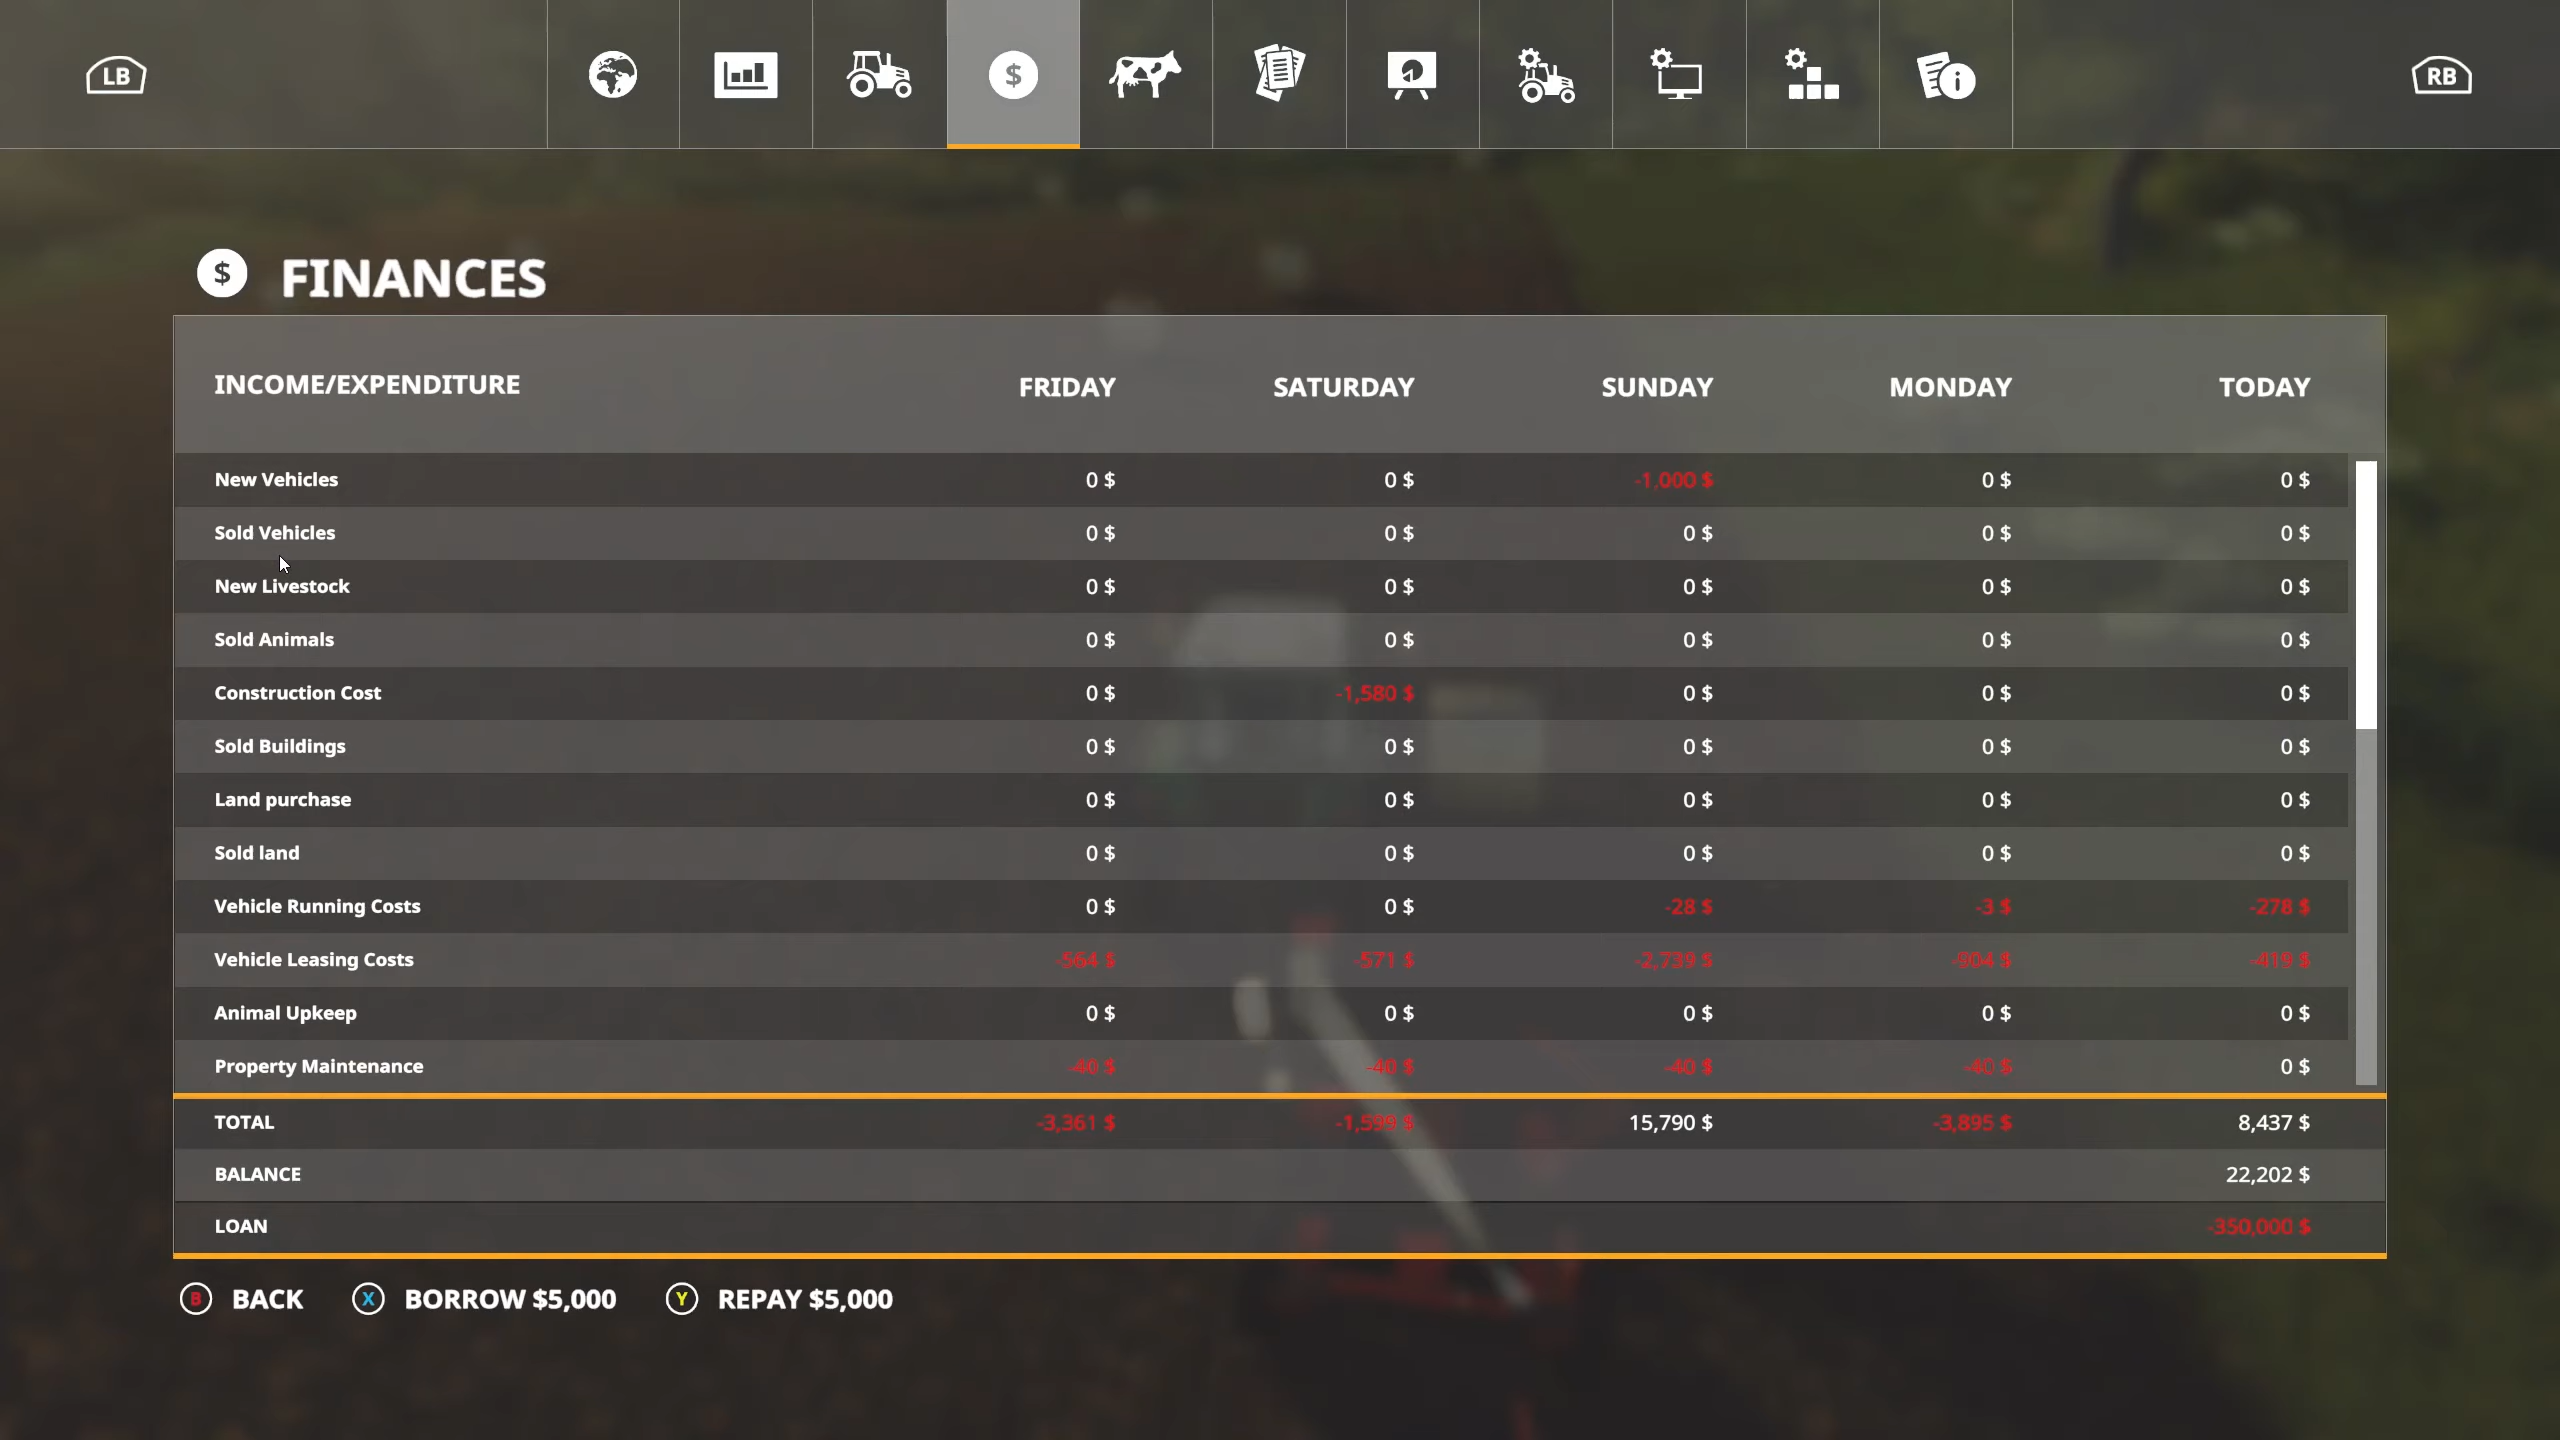 LB
RB
$ FINANCES
INCOME/EXPENDITURE FRIDAY SATURDAY SUNDAY MONDAY TODAY
New Vehicles 0 $ 0 $ -1,000 $ 0 $ 0 $
Sold Vehicles 0 $ 0 $ 0 $ 0 $ 0 $
New Livestock 0 $ 0 $ 0 $ 0 $ 0 $
Sold Animals 0 $ 0 $ 0 $ 0 $ 0 $
Construction Cost 0 $ -1,580 $ 0 $ 0 $ 0 $
Sold Buildings 0 $ 0 $ 0 $ 0 $ 0 $
Land purchase 0 $ 0 $ 0 $ 0 $ 0 $
Sold land 0 $ 0 $ 0 $ 0 $ 0 $
Vehicle Running Costs 0 $ 0 $ -28 $ -3 $ -278 $
Vehicle Leasing Costs -564 $ -571 $ -2,739 $ -904 $ -419 $
Animal Upkeep 0 $ 0 $ 0 $ 0 $ 0 $
Property Maintenance -40 $ -40 $ -40 $ -40 $ 0 $
TOTAL -3,361 $ -1,599 $ 15,790 $ -3,895 $ 8,437 $
BALANCE 22,202 $
LOAN -350,000 $
B BACK X BORROW $5,000 Y REPAY $5,000